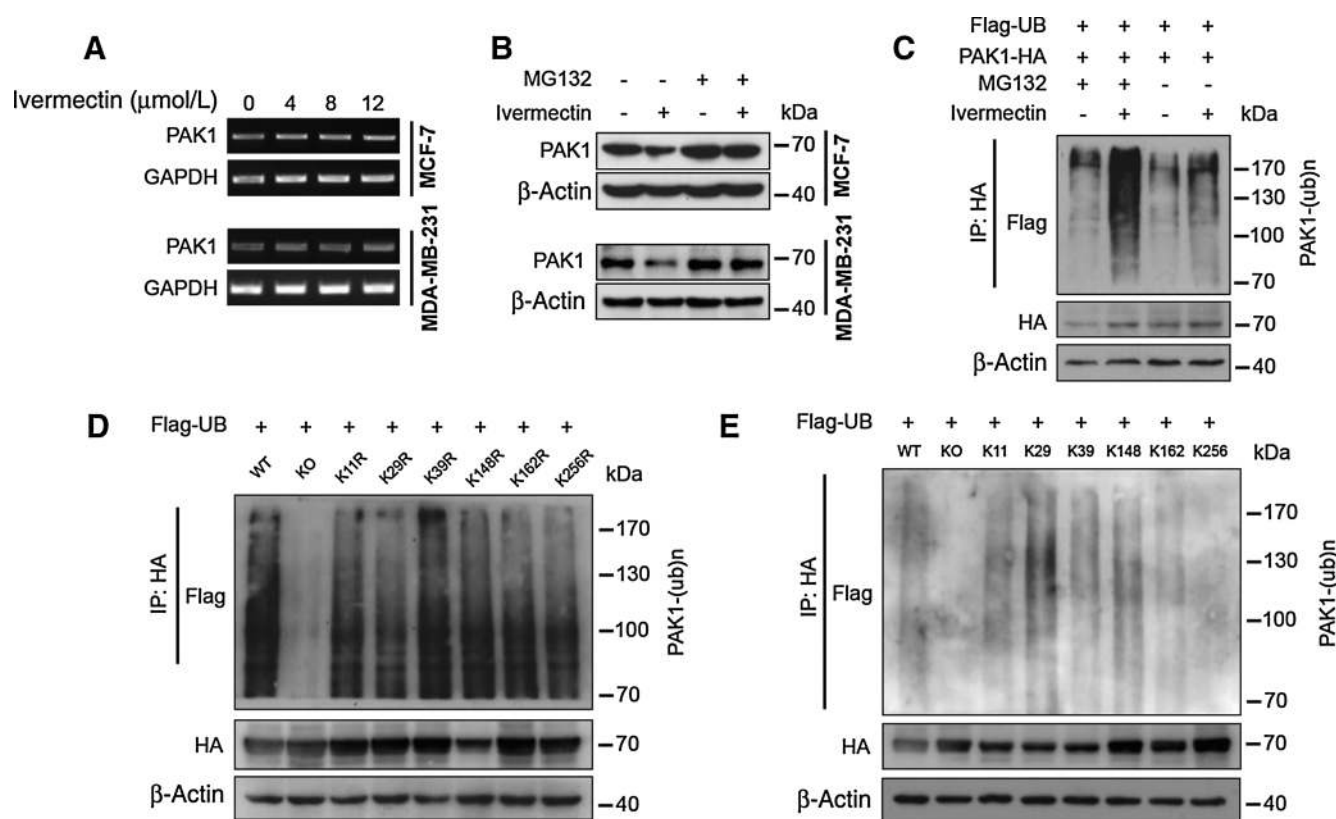 A
Ivermectin (μmol/L) 0 4 8 12
PAK1
GAPDH
MCF-7
PAK1
GAPDH
MDA-MB-231
B
MG132 - - + +
Ivermectin - + - + kDa
PAK1 –70
β-Actin –40
MCF-7
PAK1 –70
β-Actin –40
MDA-MB-231
C
Flag-UB + + + +
PAK1-HA + + + +
MG132 + + - -
Ivermectin - + - + kDa
IP: HA
Flag
–170
–130
–100
–70
PAK1-(ub)n
HA –70
β-Actin –40
D
Flag-UB + + + + + + + +
WT KO K11R K29R K39R K148R K162R K256R kDa
IP: HA
Flag
–170
–130
–100
–70
PAK1-(ub)n
HA –70
β-Actin –40
E
Flag-UB + + + + + + + +
WT KO K11 K29 K39 K148 K162 K256 kDa
IP: HA
Flag
–170
–130
–100
–70
PAK1-(ub)n
HA –70
β-Actin –40